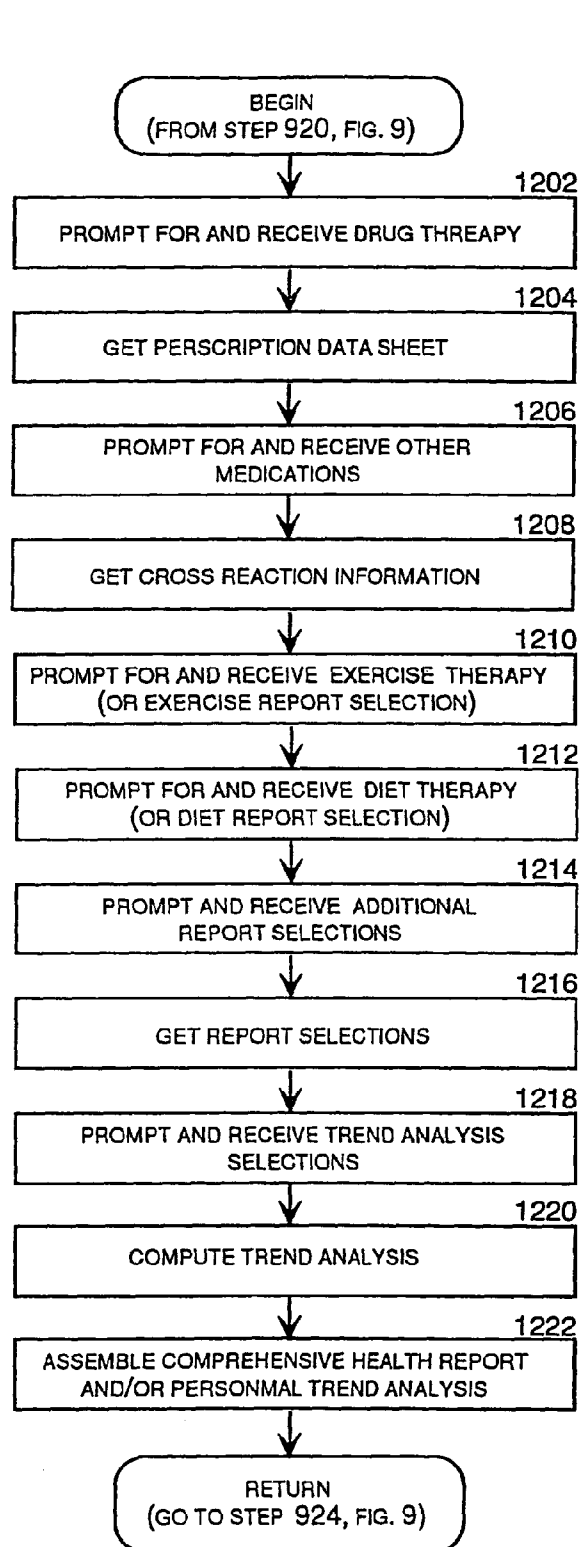 BEGIN
(FROM STEP 920, FIG. 9)
1202
PROMPT FOR AND RECEIVE DRUG THREAPY
1204
GET PERSCRIPTION DATA SHEET
1206
PROMPT FOR AND RECEIVE OTHER
MEDICATIONS
1208
GET CROSS REACTION INFORMATION
1210
PROMPT FOR AND RECEIVE EXERCISE THERAPY
(OR EXERCISE REPORT SELECTION)
1212
PROMPT FOR AND RECEIVE DIET THERAPY
(OR DIET REPORT SELECTION)
1214
PROMPT AND RECEIVE ADDITIONAL
REPORT SELECTIONS
1216
GET REPORT SELECTIONS
1218
PROMPT AND RECEIVE TREND ANALYSIS
SELECTIONS
1220
COMPUTE TREND ANALYSIS
1222
ASSEMBLE COMPREHENSIVE HEALTH REPORT
AND/OR PERSONMAL TREND ANALYSIS
RETURN
(GO TO STEP 924, FIG. 9)